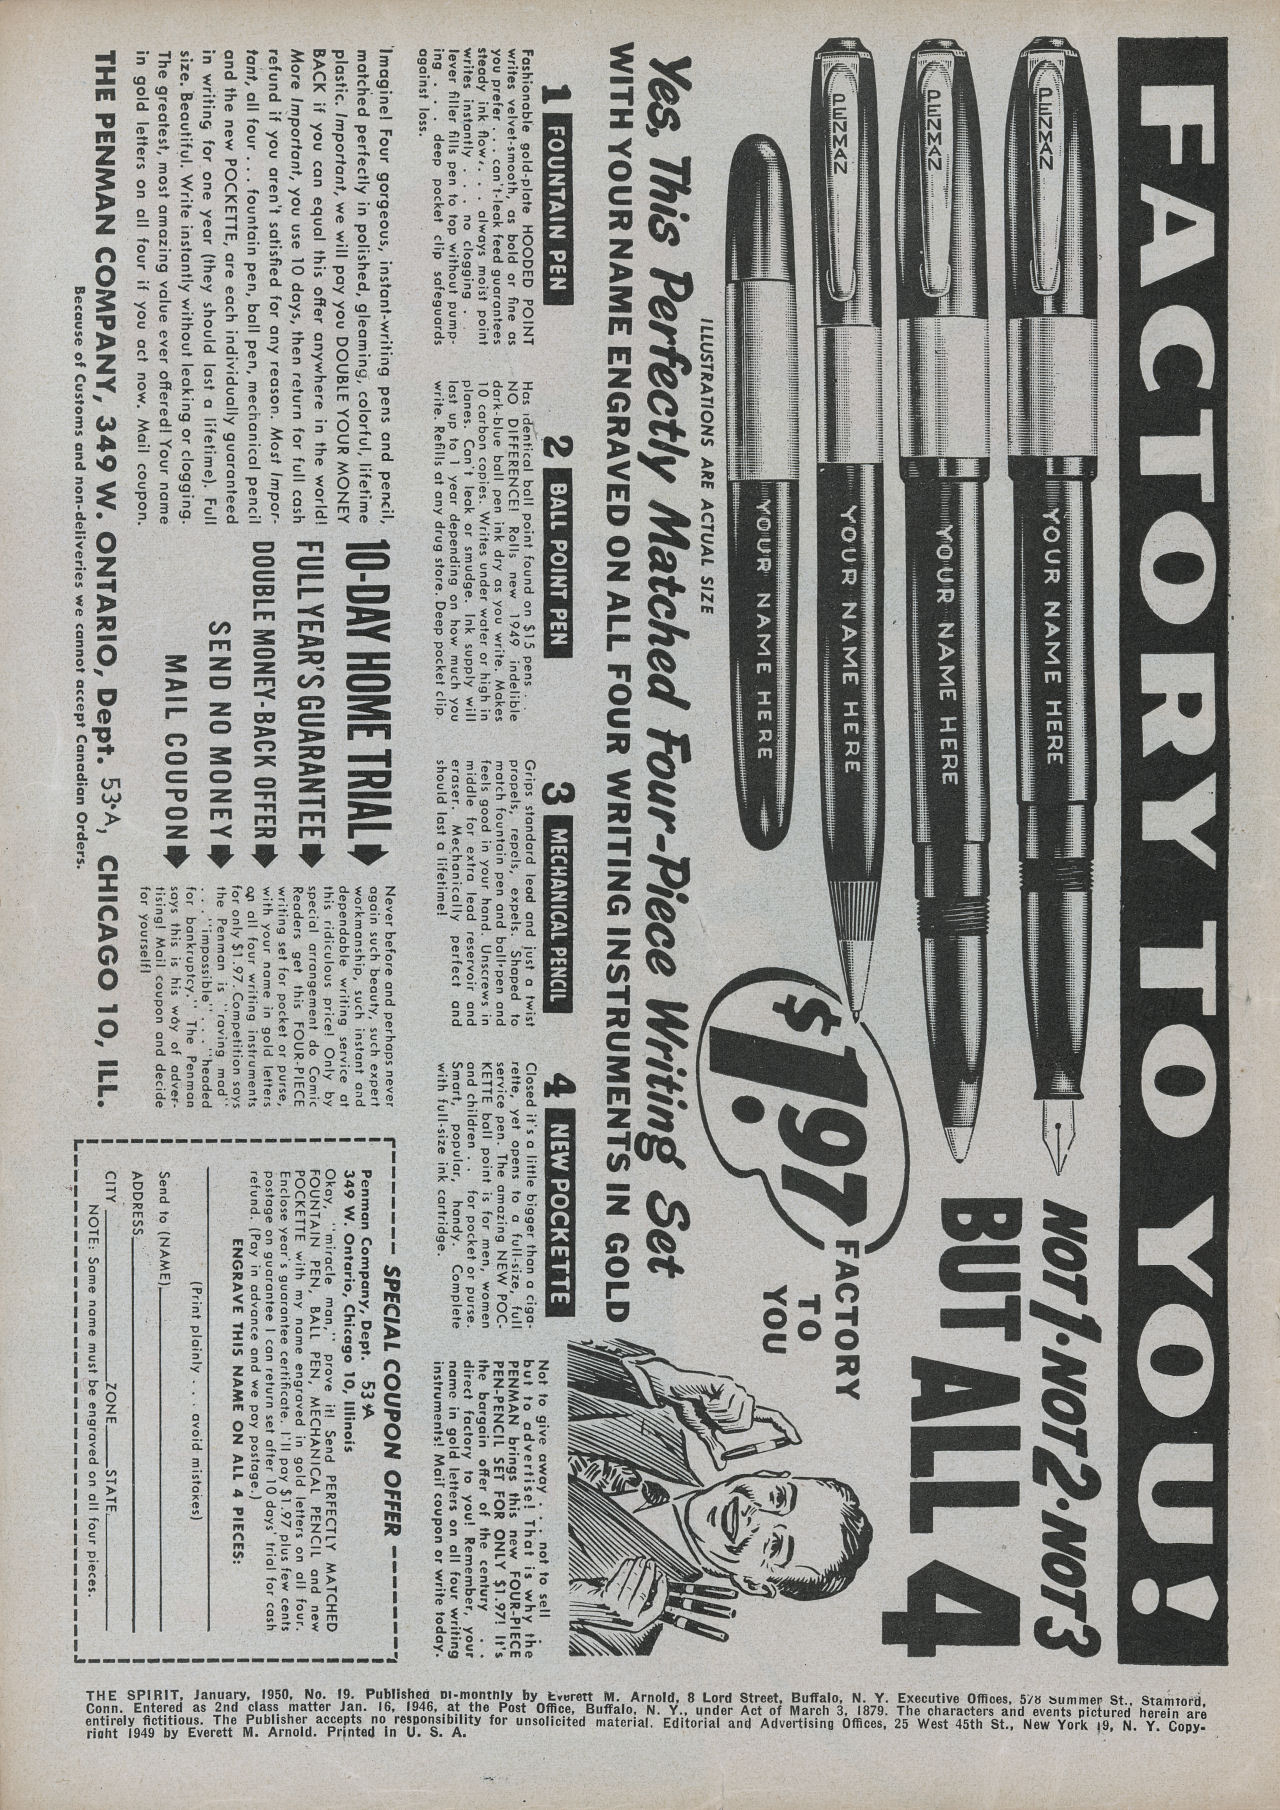 FACTORY TO YOU!
NOT 1 · NOT 2 · NOT 3
BUT ALL 4
PENMAN
YOUR NAME HERE
PENMAN
YOUR NAME HERE
PENMAN
YOUR NAME HERE
YOUR NAME HERE
$1.97 FACTORY
TO
YOU
ILLUSTRATIONS ARE ACTUAL SIZE
Yes, This Perfectly Matched Four-Piece Writing Set
WITH YOUR NAME ENGRAVED ON ALL FOUR WRITING INSTRUMENTS IN GOLD
1 FOUNTAIN PEN
Fashionable gold-plate HOODED POINT
writes velvet-smooth, as bold or fine as
you prefer . . . can't-leak feed guarantees
steady ink flow . . . always moist point
writes instantly . . . no clogging . .
lever filler fills pen to top without pump-
ing . . . deep pocket clip safeguards
against loss.
2 BALL POINT PEN
Has identical ball point found on $15 pens . .
NO DIFFERENCE! Rolls new 1949 indelible
dark-blue ball pen ink dry as you write. Makes
10 carbon copies. Writes under water or high in
planes. Can't leak or smudge. Ink supply will
last up to 1 year depending on how much you
write. Refills at any drug store. Deep pocket clip.
3 MECHANICAL PENCIL
Grips standard lead and just a twist
propels, repels, expels. Shaped to
match fountain pen and ball-pen and
feels good in your hand. Unscrews in
middle for extra lead reservoir and
eraser. Mechanically perfect and
should last a lifetime!
4 NEW POCKETTE
Closed it's a little bigger than a ciga-
rette, yet opens to a full-size, full
service pen. The amazing NEW POC-
KETTE ball point is for men, women
and children . . for pocket or purse.
Smart, popular, handy. Complete
with full-size ink cartridge.
Not to give away . . . not to sell
but to advertise! That is why the
PENMAN brings this new FOUR-PIECE
PEN-PENCIL SET FOR ONLY $1.97! It's
the bargain offer of the century . .
direct factory to you! Remember, your
name in gold letters on all four writing
instruments! Mail coupon or write today.
Imagine! Four gorgeous, instant-writing pens and pencil,
matched perfectly in polished, gleaming, colorful, lifetime
plastic. Important, we will pay you DOUBLE YOUR MONEY
BACK if you can equal this offer anywhere in the world!
More Important, you use 10 days, then return for full cash
refund if you aren't satisfied for any reason. Most Impor-
tant, all four . . . fountain pen, ball pen, mechanical pencil
and the new POCKETTE, are each individually guaranteed
in writing for one year (they should last a lifetime). Full
size. Beautiful. Write instantly without leaking or clogging.
The greatest, most amazing value ever offered! Your name
in gold letters on all four if you act now. Mail coupon.
10-DAY HOME TRIAL
FULL YEAR'S GUARANTEE
DOUBLE MONEY-BACK OFFER
SEND NO MONEY
MAIL COUPON
Never before and perhaps never
again such beauty, such expert
workmanship, such instant and
dependable writing service at
this ridiculous price! Only by
special arrangement do Comic
Readers get this FOUR-PIECE
writing set for pocket or purse,
with your name in gold letters
on all four writing instruments
for only $1.97. Competition says
the Penman is "raving mad"
. . . "impossible" . . . "headed
for bankruptcy." The Penman
says this is his way of adver-
tising! Mail coupon and decide
for yourself!
THE PENMAN COMPANY, 349 W. ONTARIO, Dept. 53-A, CHICAGO 10, ILL.
Because of Customs and non-deliveries we cannot accept Canadian Orders.
SPECIAL COUPON OFFER
Penman Company, Dept. 53-A
349 W. Ontario, Chicago 10, Illinois
Okay, "miracle man," prove it! Send PERFECTLY MATCHED
FOUNTAIN PEN, BALL PEN, MECHANICAL PENCIL and new
POCKETTE with my name engraved in gold letters on all four.
Enclose year's guarantee certificate. I'll pay $1.97 plus few cents
postage on guarantee I can return set after 10 days' trial for cash
refund. (Pay in advance and we pay postage.)
ENGRAVE THIS NAME ON ALL 4 PIECES:
(Print plainly . . . avoid mistakes)
Send to (NAME)
ADDRESS
CITY ZONE STATE
NOTE: Same name must be engraved on all four pieces.
THE SPIRIT, January, 1950, No. 19. Published bi-monthly by Everett M. Arnold, 8 Lord Street, Buffalo, N. Y. Executive Offices, 578 Summer St., Stamford,
Conn. Entered as 2nd class matter Jan. 16, 1946, at the Post Office, Buffalo, N. Y., under Act of March 3, 1879. The characters and events pictured herein are
entirely fictitious. The Publisher accepts no responsibility for unsolicited material. Editorial and Advertising Offices, 25 West 45th St., New York 19, N. Y. Copy-
right 1949 by Everett M. Arnold. Printed in U. S. A.